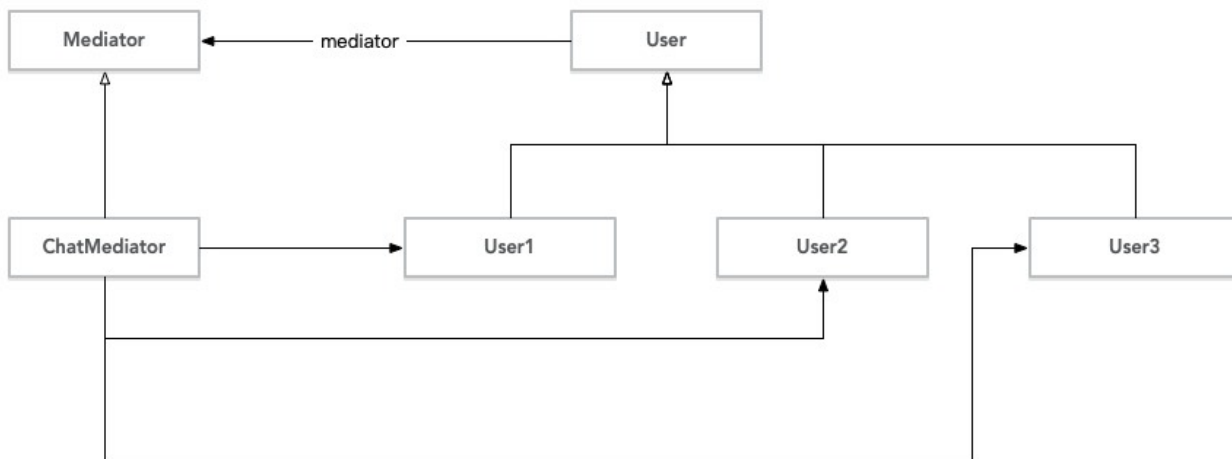 Mediator
mediator
User
ChatMediator
User1
User2
User3